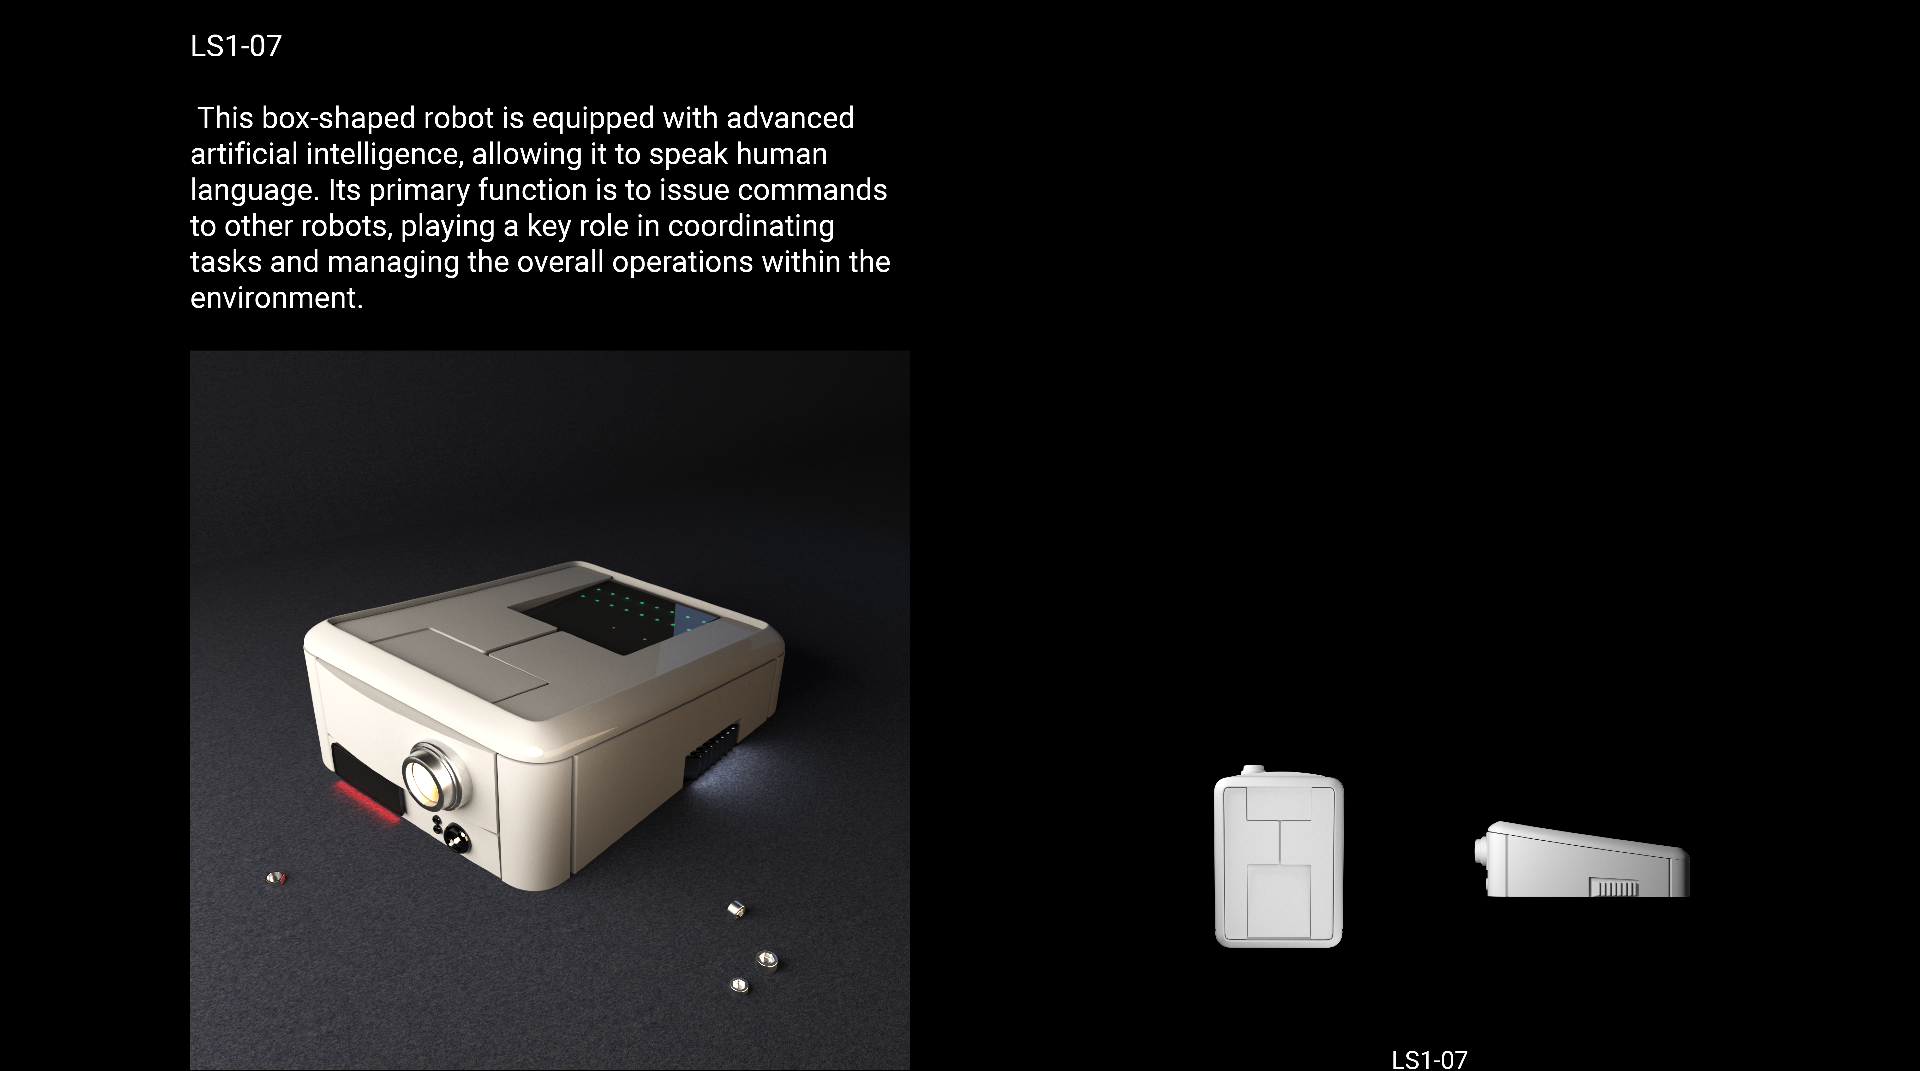 LS1-07
This box-shaped robot is equipped with advanced
artificial intelligence, allowing it to speak human
language. Its primary function is to issue commands
to other robots, playing a key role in coordinating
tasks and managing the overall operations within the
environment.
LS1-07